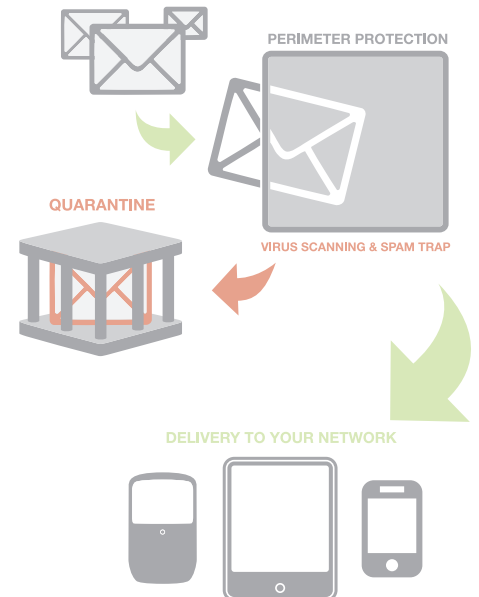 PERIMETER PROTECTION
QUARANTINE
VIRUS SCANNING & SPAM TRAP
DELIVERY TO YOUR NETWORK